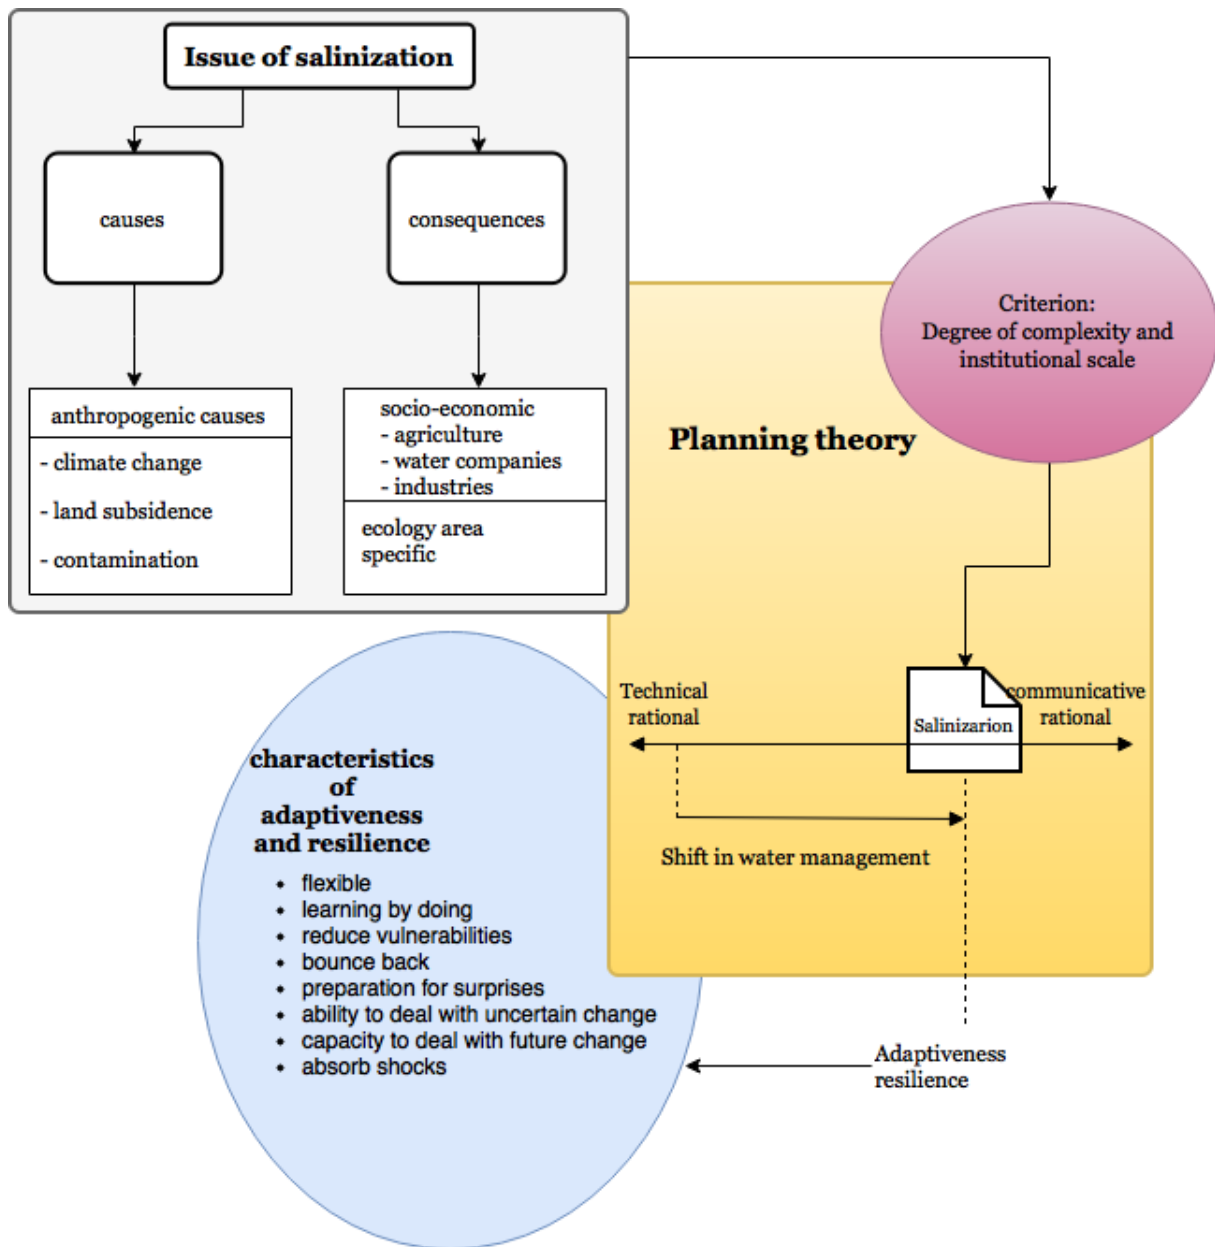 Issue of salinization
causes
consequences
anthropogenic causes
- climate change
- land subsidence
- contamination
socio-economic
- agriculture
- water companies
- industries
ecology area
specific
Criterion:
Degree of complexity and
institutional scale
Planning theory
Technical
rational
Salinizarion
communicative
rational
Shift in water management
characteristics
of
adaptiveness
and resilience
• flexible
• learning by doing
• reduce vulnerabilities
• bounce back
• preparation for surprises
• ability to deal with uncertain change
• capacity to deal with future change
• absorb shocks
Adaptiveness
resilience